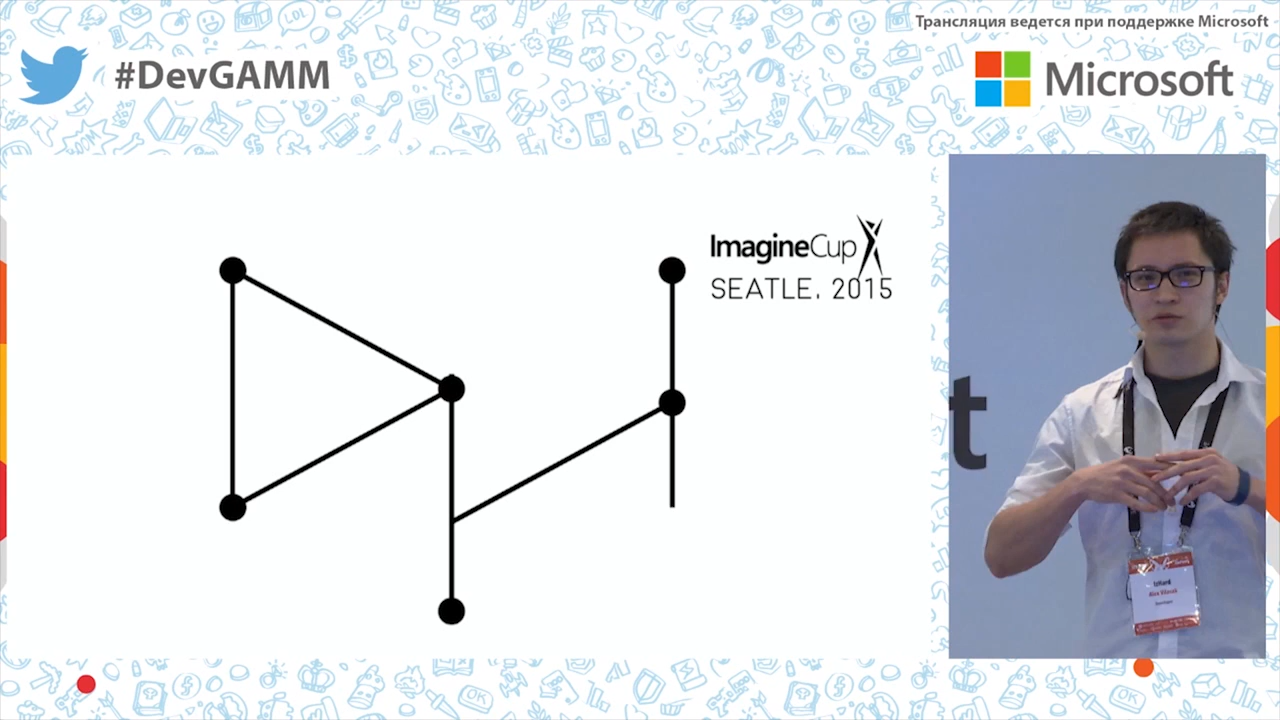 Трансляция ведется при поддержке Microsoft
#DevGAMM
Microsoft
ImagineCup
SEATLE. 2015
t